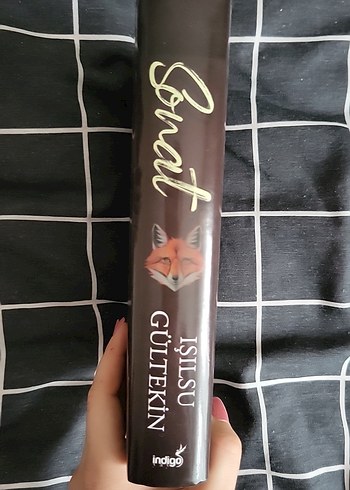 Sonat
IŞILSU
GÜLTEKİN
indigo